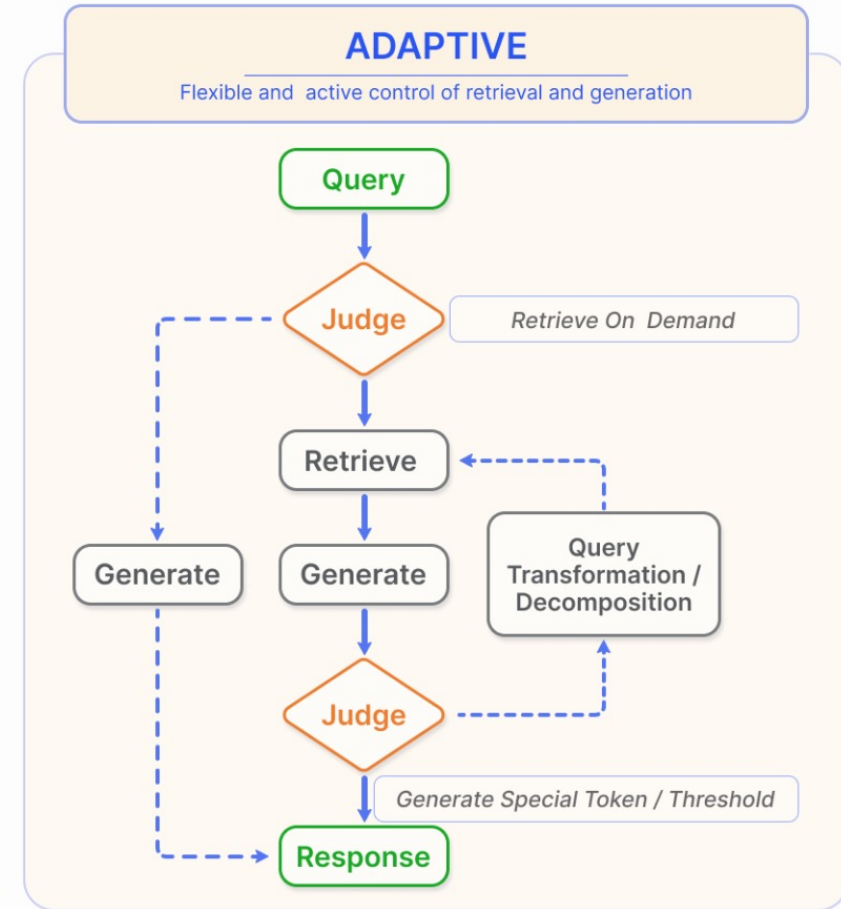 ADAPTIVE
Flexible and active control of retrieval and generation
Query
Judge
Retrieve On Demand
Retrieve
Generate
Generate
Query
Transformation /
Decomposition
Judge
Generate Special Token / Threshold
Response